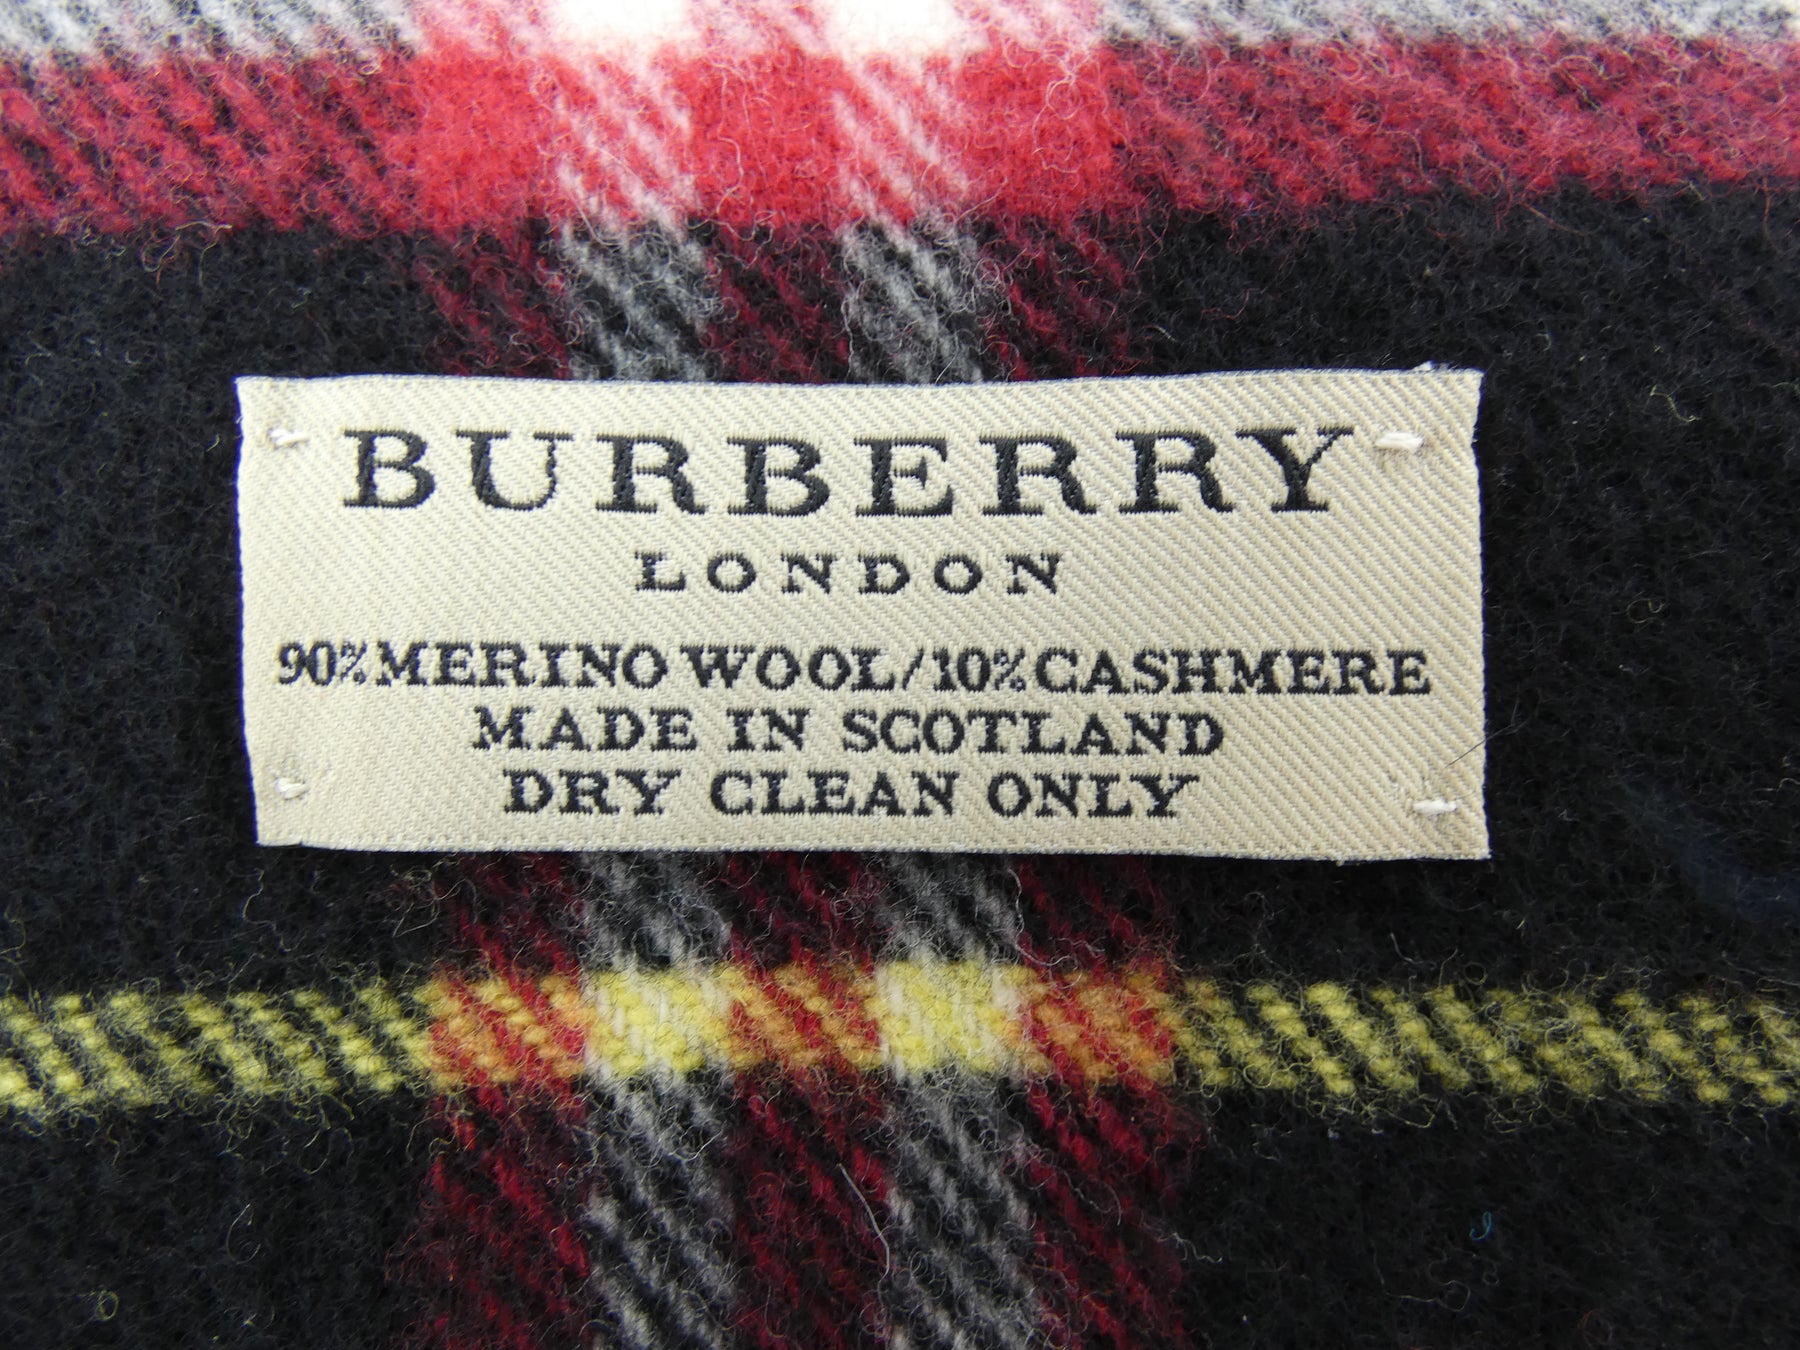 BURBERRY
LONDON
90% MERINO WOOL/10% CASHMERE
MADE IN SCOTLAND
DRY CLEAN ONLY